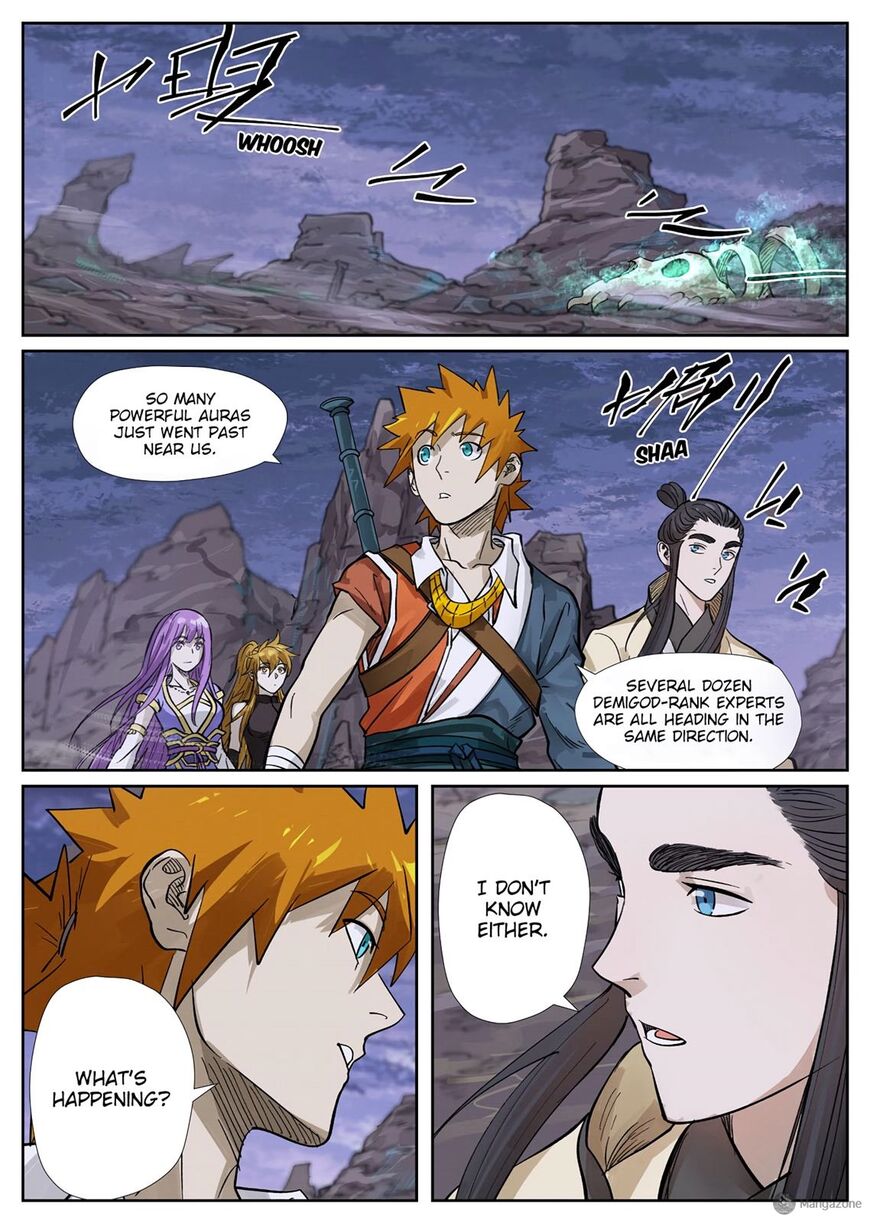 WHOOSH
SO MANY
POWERFUL AURAS
JUST WENT PAST
NEAR US.
SHAA
SEVERAL DOZEN
DEMIGOD-RANK EXPERTS
ARE ALL HEADING IN THE
SAME DIRECTION.
WHAT'S
HAPPENING?
I DON'T
KNOW
EITHER.
Mangazone